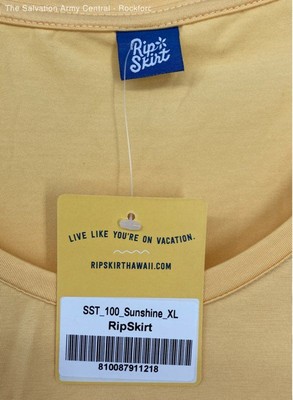 The Salvation Army Central - Rockford
Rip
Skirt
LIVE LIKE YOU'RE ON VACATION.
RIPSKIRTHAWAII.COM
SST_100_Sunshine_XL
RipSkirt
810087911218